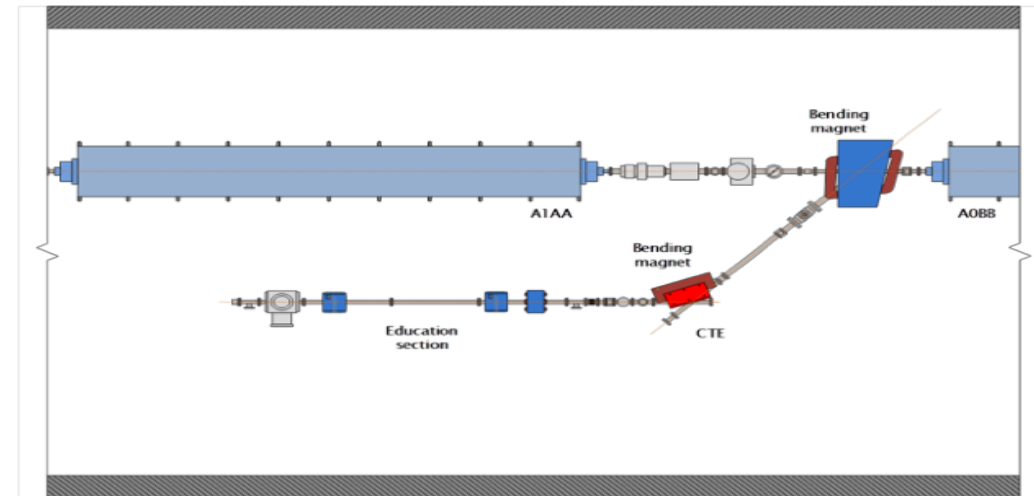 Bending
magnet
A1AA
A0BB
Bending
magnet
Education
section
CTE